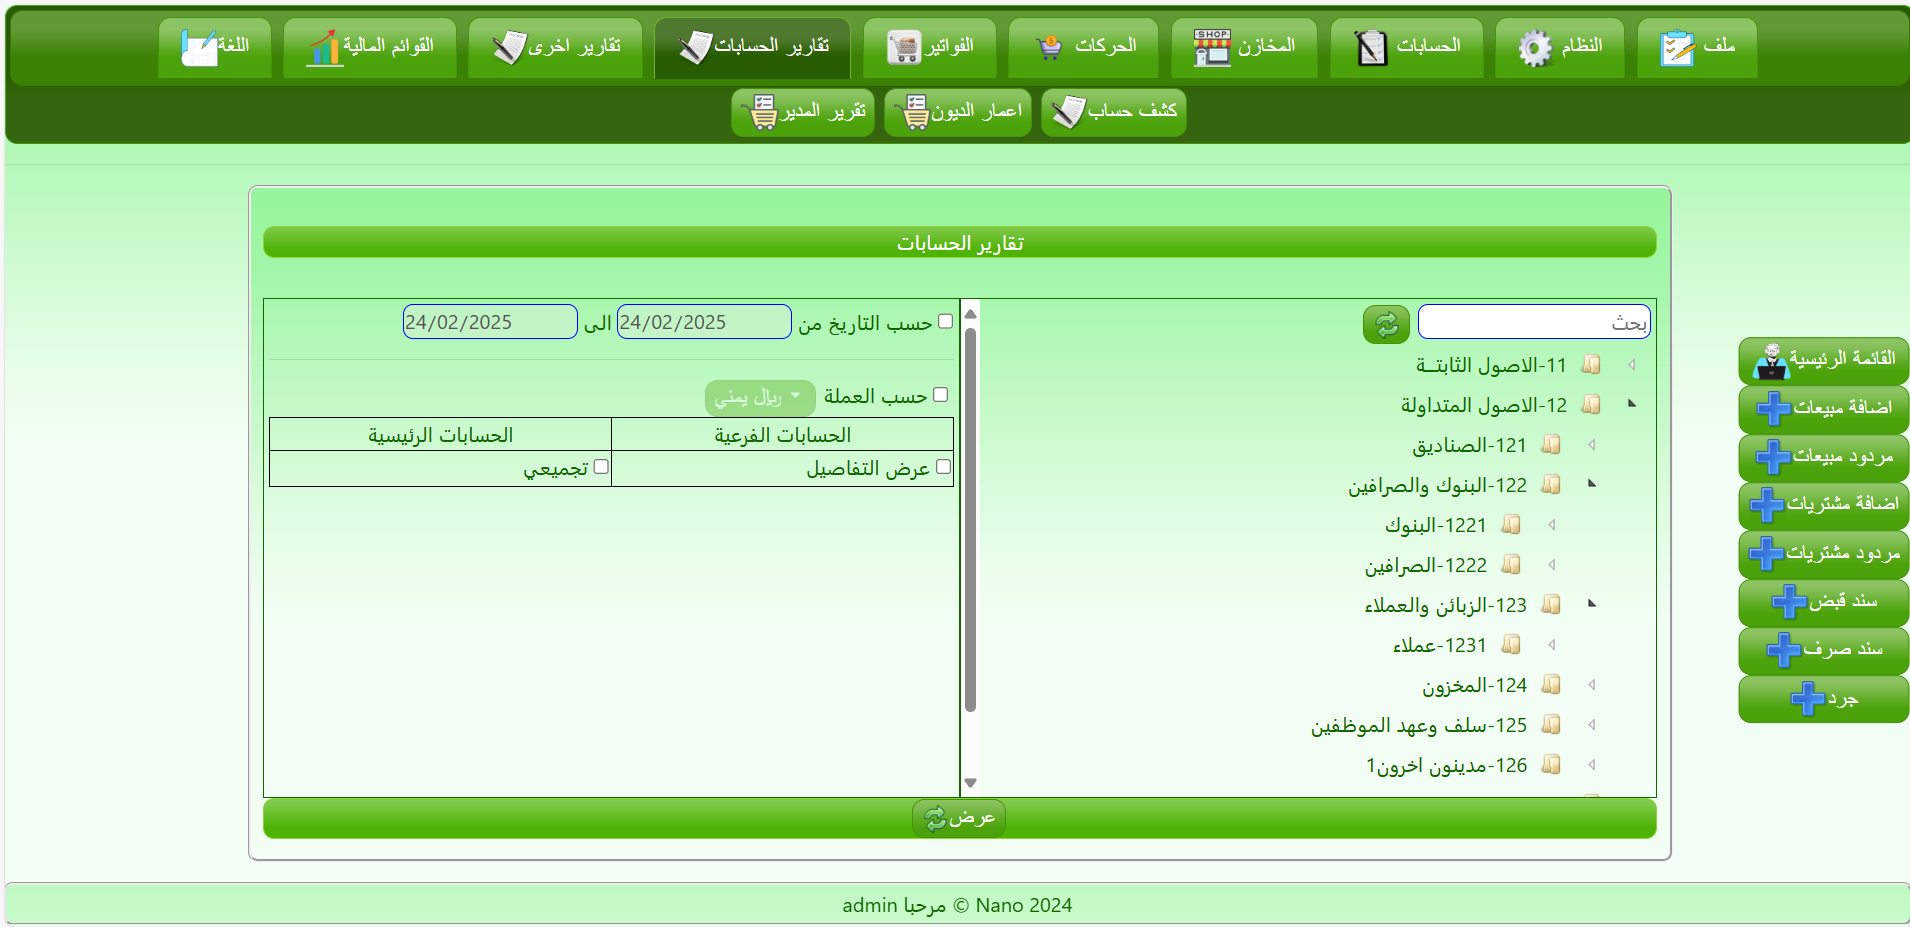 ملف
النظام
الحسابات
المخازن
الحركات
الفواتير
تقارير الحسابات
تقارير اخرى
القوائم المالية
اللغة
كشف حساب
اعمار الديون
تقرير المدير
تقارير الحسابات
بحث
11-الاصول الثابتــة
12-الاصول المتداولة
121-الصناديق
122-البنوك والصرافين
1221-البنوك
1222-الصرافين
123-الزبائن والعملاء
1231-عملاء
124-المخزون
125-سلف وعهد الموظفين
126-مدينون اخرون1
حسب التاريخ من 24/02/2025 الى 24/02/2025
حسب العملة ريال يمني
الحسابات الفرعية
الحسابات الرئيسية
عرض التفاصيل
تجميعي
عرض
القائمة الرئيسية
اضافة مبيعات
مردود مبيعات
اضافة مشتريات
مردود مشتريات
سند قبض
سند صرف
جرد
admin مرحبا © Nano 2024